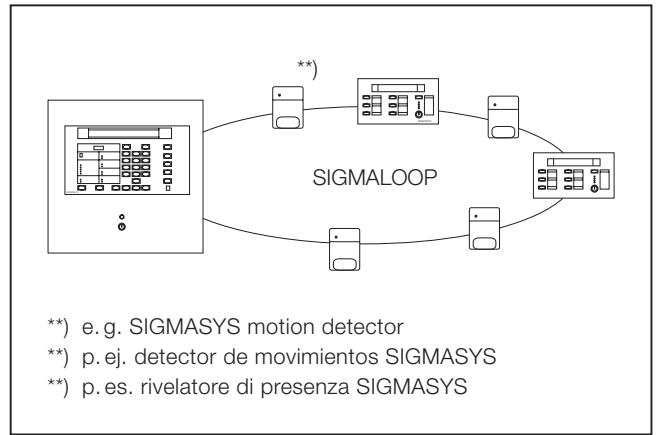 **)
SIGMALOOP
**) e. g. SIGMASYS motion detector
**) p. ej. detector de movimientos SIGMASYS
**) p. es. rivelatore di presenza SIGMASYS